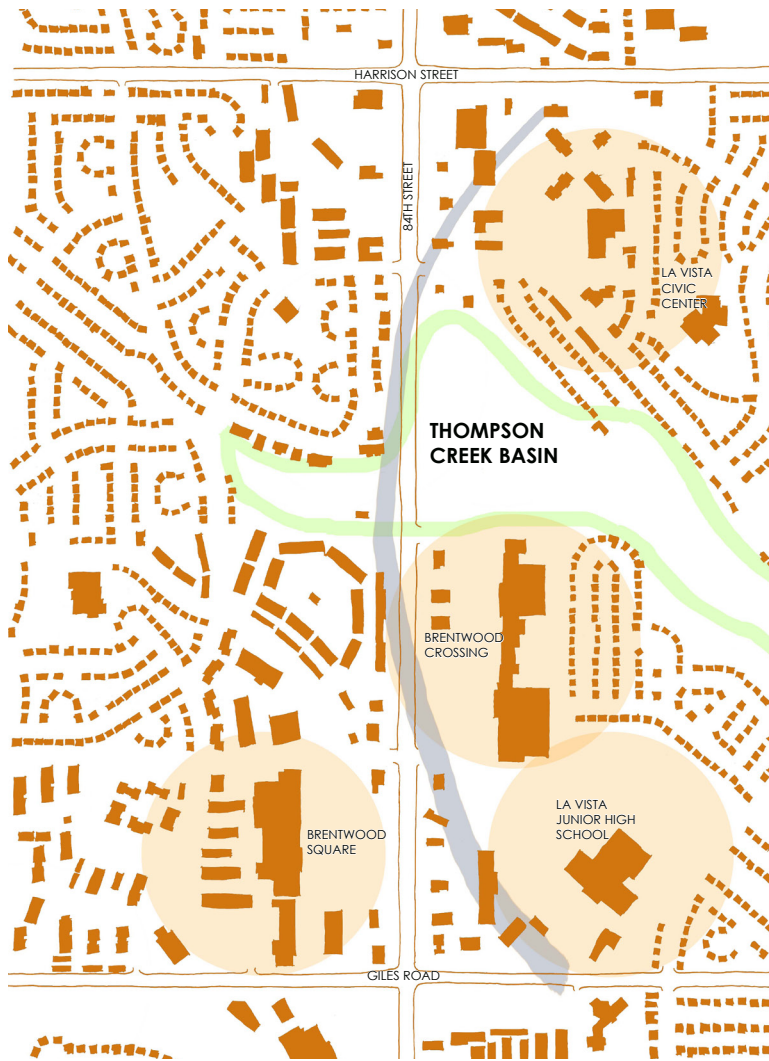 HARRISON STREET
84TH STREET
LA VISTA
CIVIC
CENTER
THOMPSON
CREEK BASIN
BRENTWOOD
CROSSING
LA VISTA
JUNIOR HIGH
SCHOOL
BRENTWOOD
SQUARE
GILES ROAD